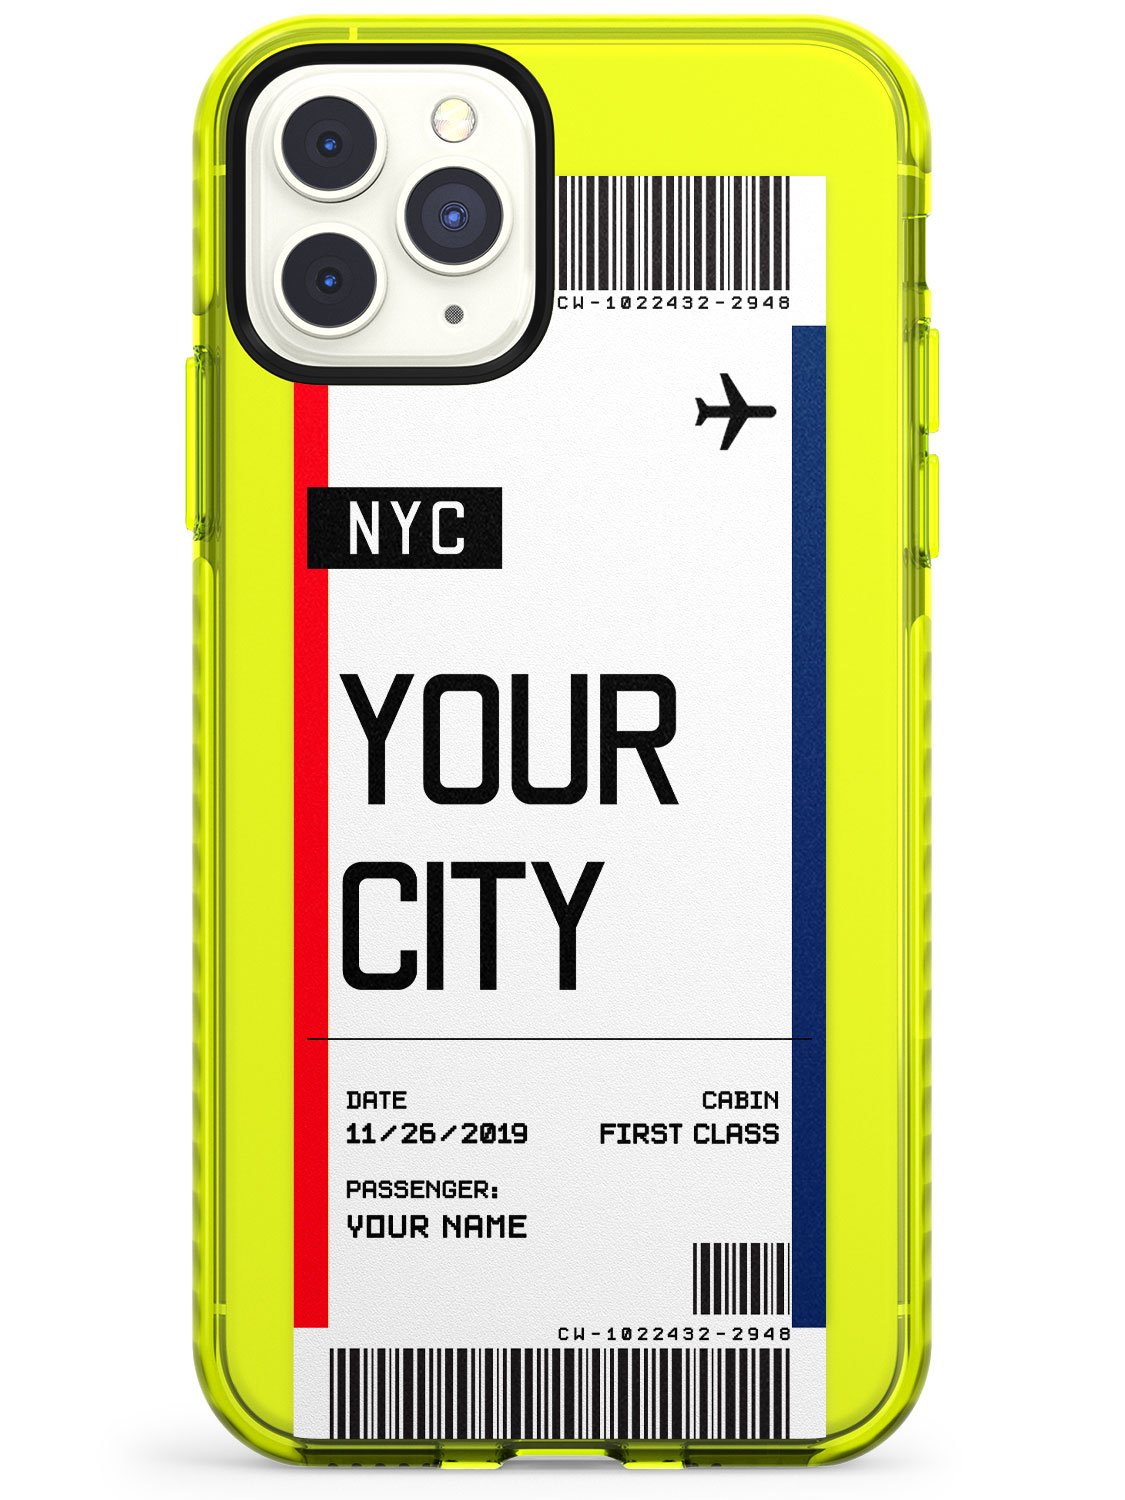 CW-1022432-2948
NYC
YOUR
CITY
DATE
CABIN
11/26/2019
FIRST CLASS
PASSENGER:
YOUR NAME
CW-1022432-2948